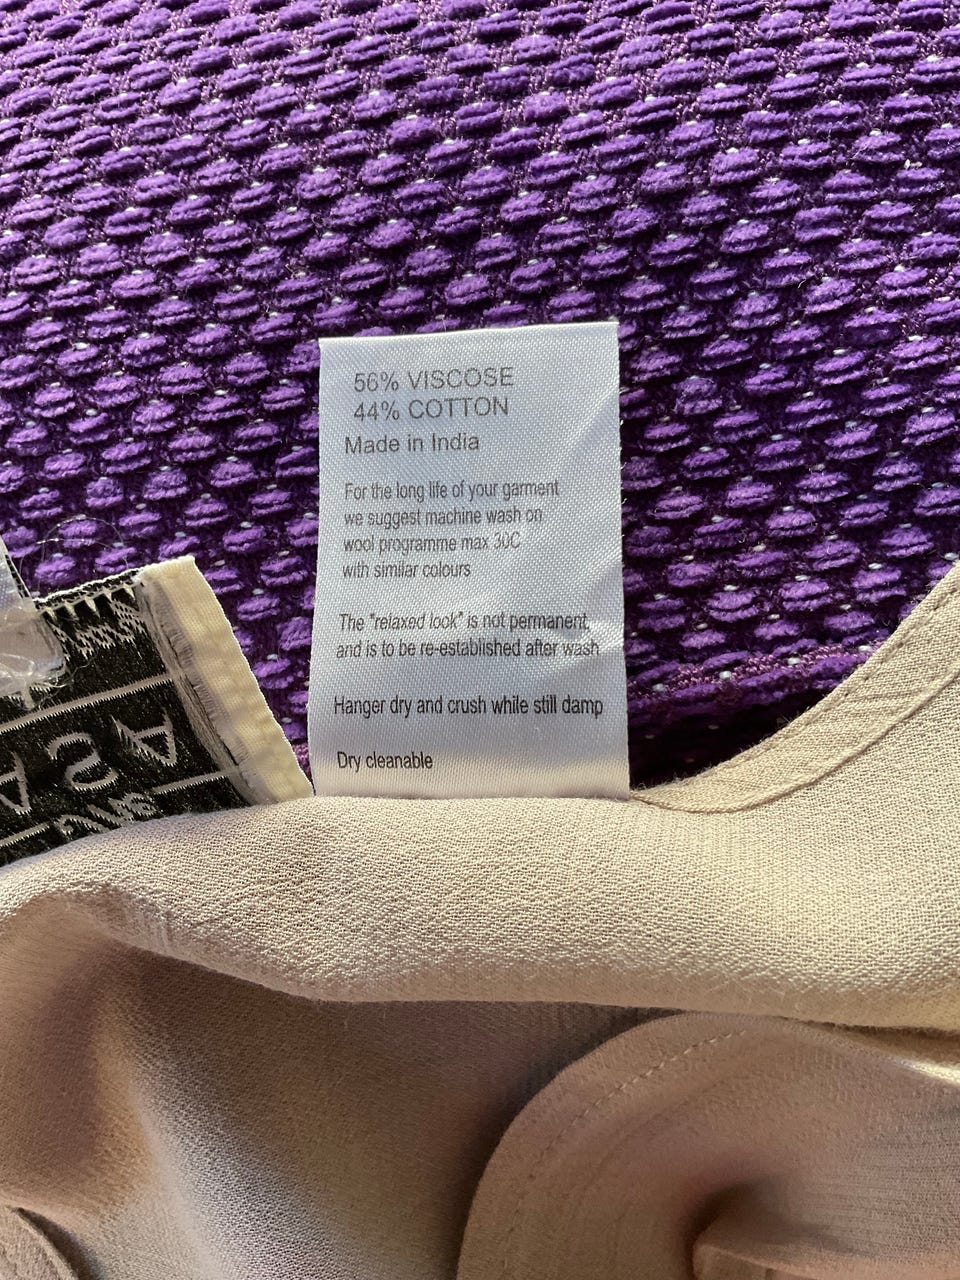 56% VISCOSE
44% COTTON
Made in India
For the long life of your garment
we suggest machine wash on
wool programme max 30C
with similar colours
The "relaxed look" is not permanent,
and is to be re-established after wash
Hanger dry and crush while still damp
Dry cleanable